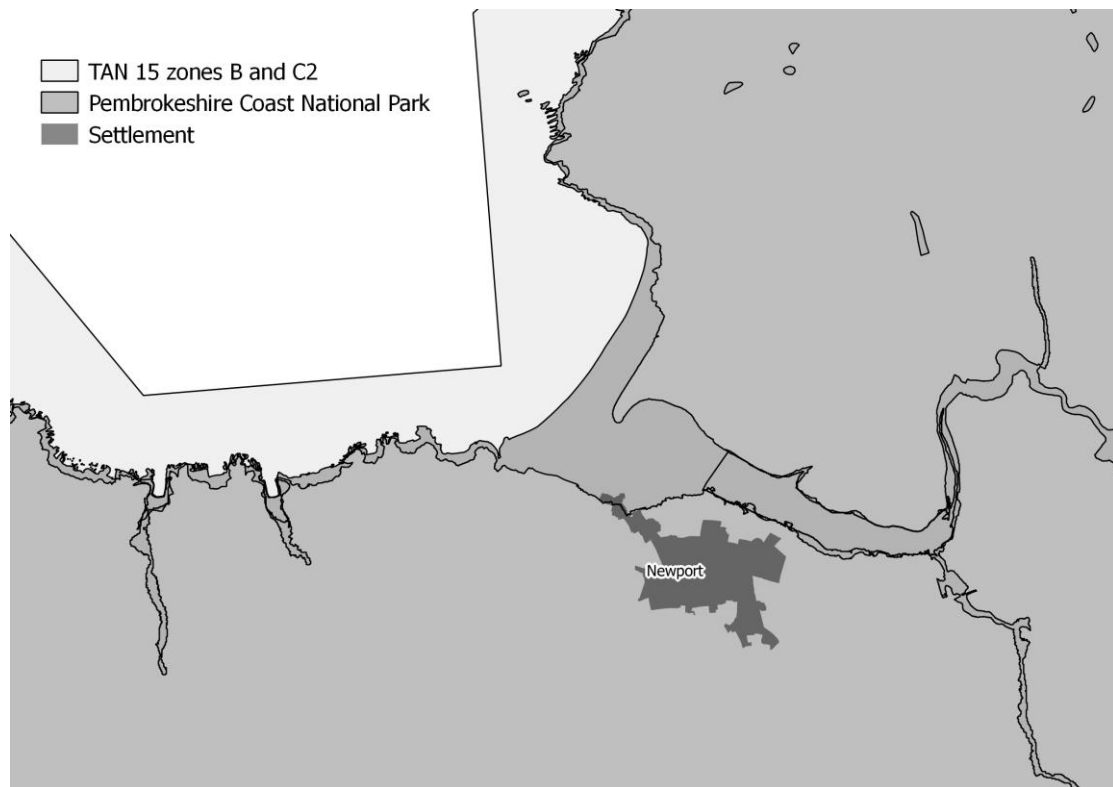 TAN 15 zones B and C2
Pembrokeshire Coast National Park
Settlement
Newport